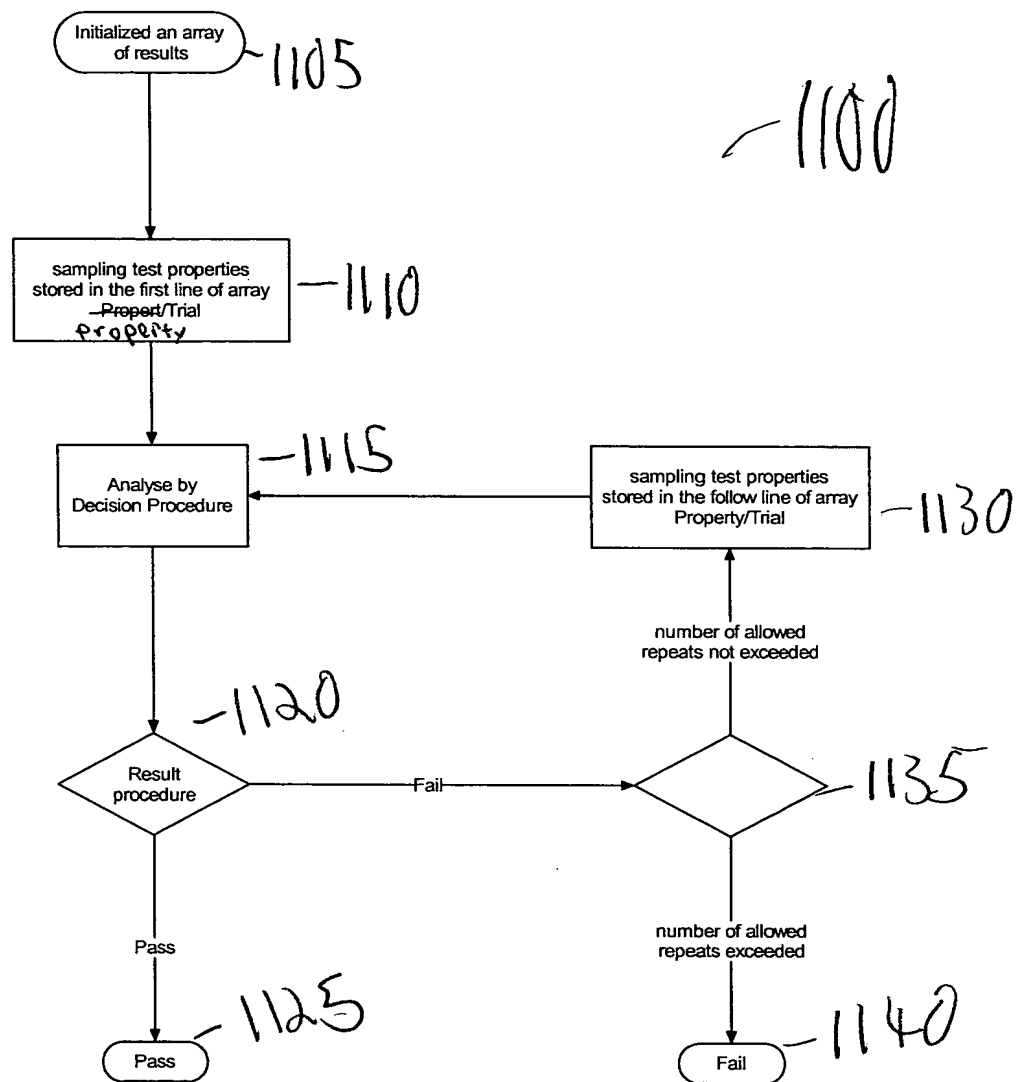 Initialized an array
of results
1105
1100
sampling test properties
stored in the first line of array
Propert/Trial
property
1110
Analyse by
Decision Procedure
1115
sampling test properties
stored in the follow line of array
Property/Trial
1130
number of allowed
repeats not exceeded
Result
procedure
1120
Fail
1135
Pass
number of allowed
repeats exceeded
Pass
1125
Fail
1140